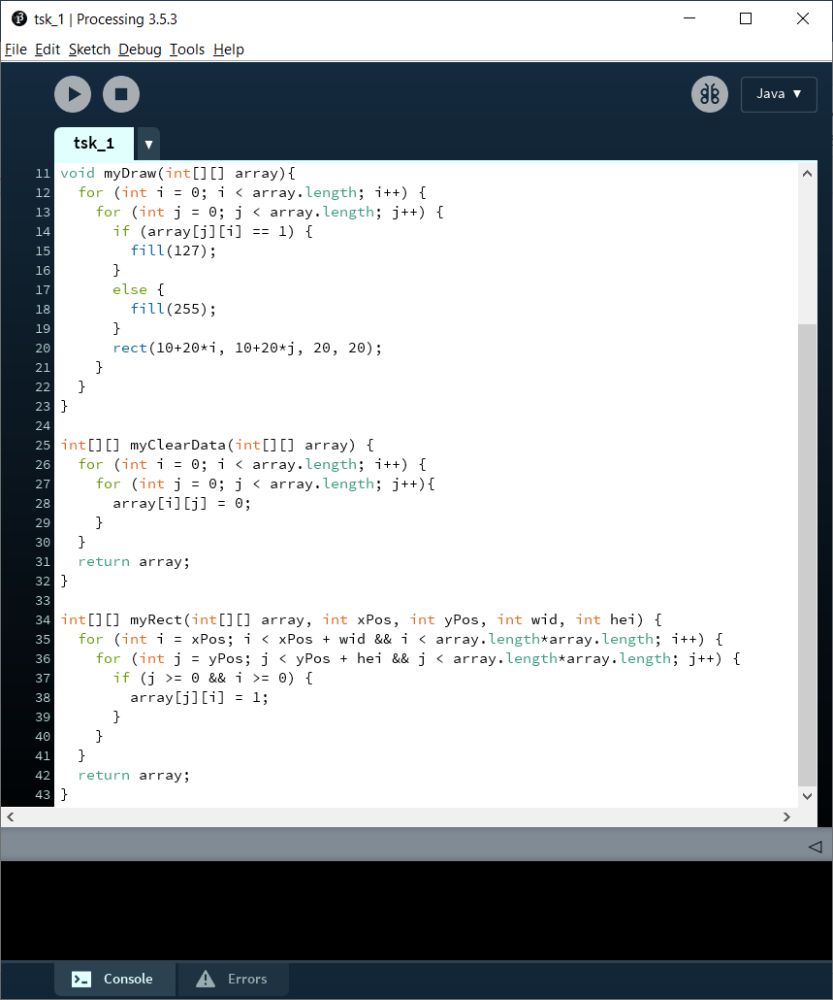 tsk_1 | Processing 3.5.3
File Edit Sketch Debug Tools Help
Java ▼
tsk_1 ▼
11 void myDraw(int[][] array){
12   for (int i = 0; i < array.length; i++) {
13     for (int j = 0; j < array.length; j++) {
14       if (array[j][i] == 1) {
15         fill(127);
16       }
17       else {
18         fill(255);
19       }
20       rect(10+20*i, 10+20*j, 20, 20);
21     }
22   }
23 }
24
25 int[][] myClearData(int[][] array) {
26   for (int i = 0; i < array.length; i++) {
27     for (int j = 0; j < array.length; j++){
28       array[i][j] = 0;
29     }
30   }
31   return array;
32 }
33
34 int[][] myRect(int[][] array, int xPos, int yPos, int wid, int hei) {
35   for (int i = xPos; i < xPos + wid && i < array.length*array.length; i++) {
36     for (int j = yPos; j < yPos + hei && j < array.length*array.length; j++) {
37       if (j >= 0 && i >= 0) {
38         array[j][i] = 1;
39       }
40     }
41   }
42   return array;
43 }
Console Errors